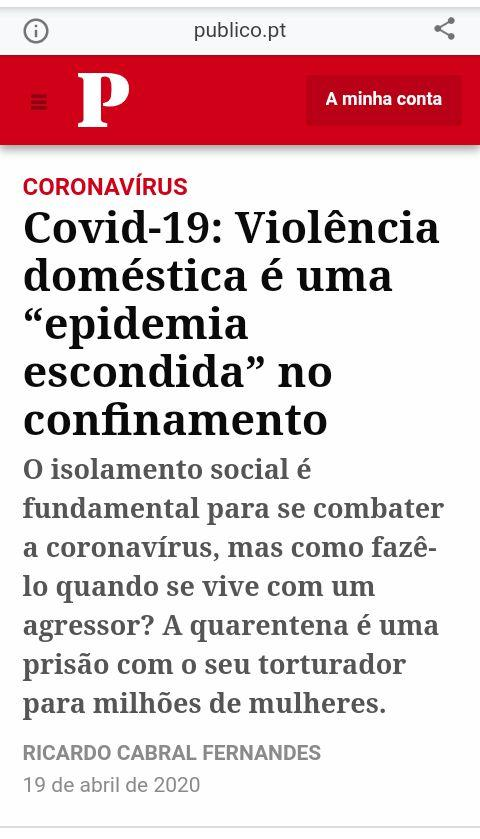 publico.pt
P
A minha conta
CORONAVÍRUS
Covid-19: Violência
doméstica é uma
“epidemia
escondida” no
confinamento
O isolamento social é
fundamental para se combater
a coronavírus, mas como fazê-
lo quando se vive com um
agressor? A quarentena é uma
prisão com o seu torturador
para milhões de mulheres.
RICARDO CABRAL FERNANDES
19 de abril de 2020